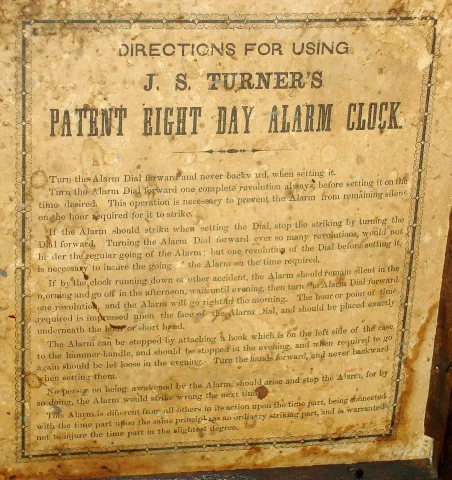 DIRECTIONS FOR USING
J. S. TURNER'S
PATENT EIGHT DAY ALARM CLOCK.
Turn the Alarm Dial forward and never backward, when setting it.
Turn the Alarm Dial forward one complete revolution always, before setting it on the
time desired. This operation is necessary to prevent the Alarm from remaining silent
on the hour required for it to strike.
If the Alarm should strike when setting the Dial, stop the striking by turning the
Dial forward. Turning the Alarm Dial forward ever so many revolutions, would not
hinder the regular going of the Alarm; but one revolution of the Dial before setting it,
is necessary to insure the going of the Alarm on the time required.
If by the clock running down or other accident, the Alarm should remain silent in the
morning and go off in the afternoon, wait until evening, then turn the Alarm Dial forward
one revolution, and the Alarm will go right in the morning. The hour or point of time
required is impressed upon the face of the Alarm Dial, and should be placed exactly
underneath the hour or short hand.
The Alarm can be stopped by attaching a hook which is on the left side of the case
to the hammer-handle, and should be stopped in the evening, and when required to go
again should be let loose in the evening. Turn the hands forward, and never backward
when setting them.
No person on being awakened by the Alarm, should arise and stop the Alarm, for by
so doing, the Alarm would strike wrong the next time.
The Alarm is different from all others in its action upon the time part, being connected
with the time part upon the same principle as an ordinary striking part, and is warranted
not to injure the time part in the slightest degree.